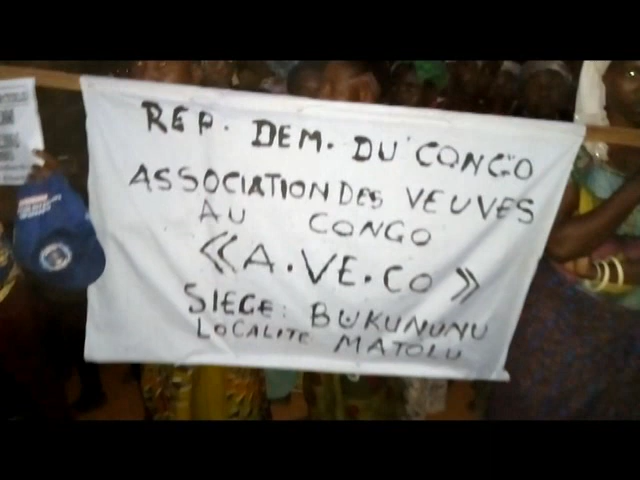 REP. DEM. DU CONGO
ASSOCIATION DES VEUVES
AU CONGO
«A.VE.CO»
SIEGE: BUKUNUNU
LOCALITE MATOLU